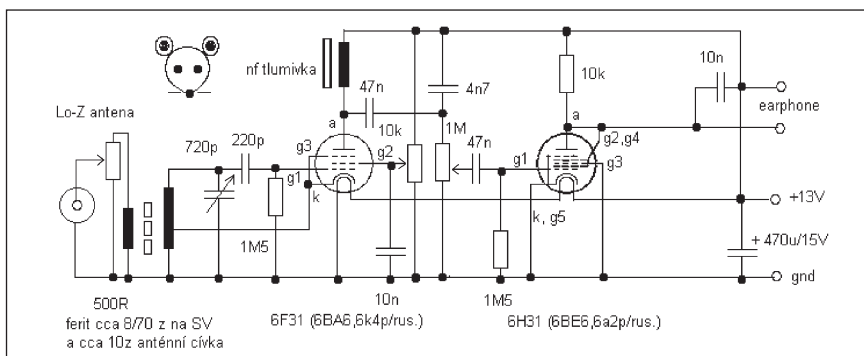 nf tlumivka
47n
10k
4n7
10k
10n
earphone
Lo-Z antena
a
1M
47n
a
g2,g4
720p
220p
g3
g2
g1
g3
g1
k
k, g5
+13V
1M5
+ 470u/15V
gnd
10n
1M5
500R
6F31 (6BA6,6k4p/rus.)
6H31 (6BE6,6a2p/rus.)
ferit cca 8/70 z na SV
a cca 10z anténní cívka